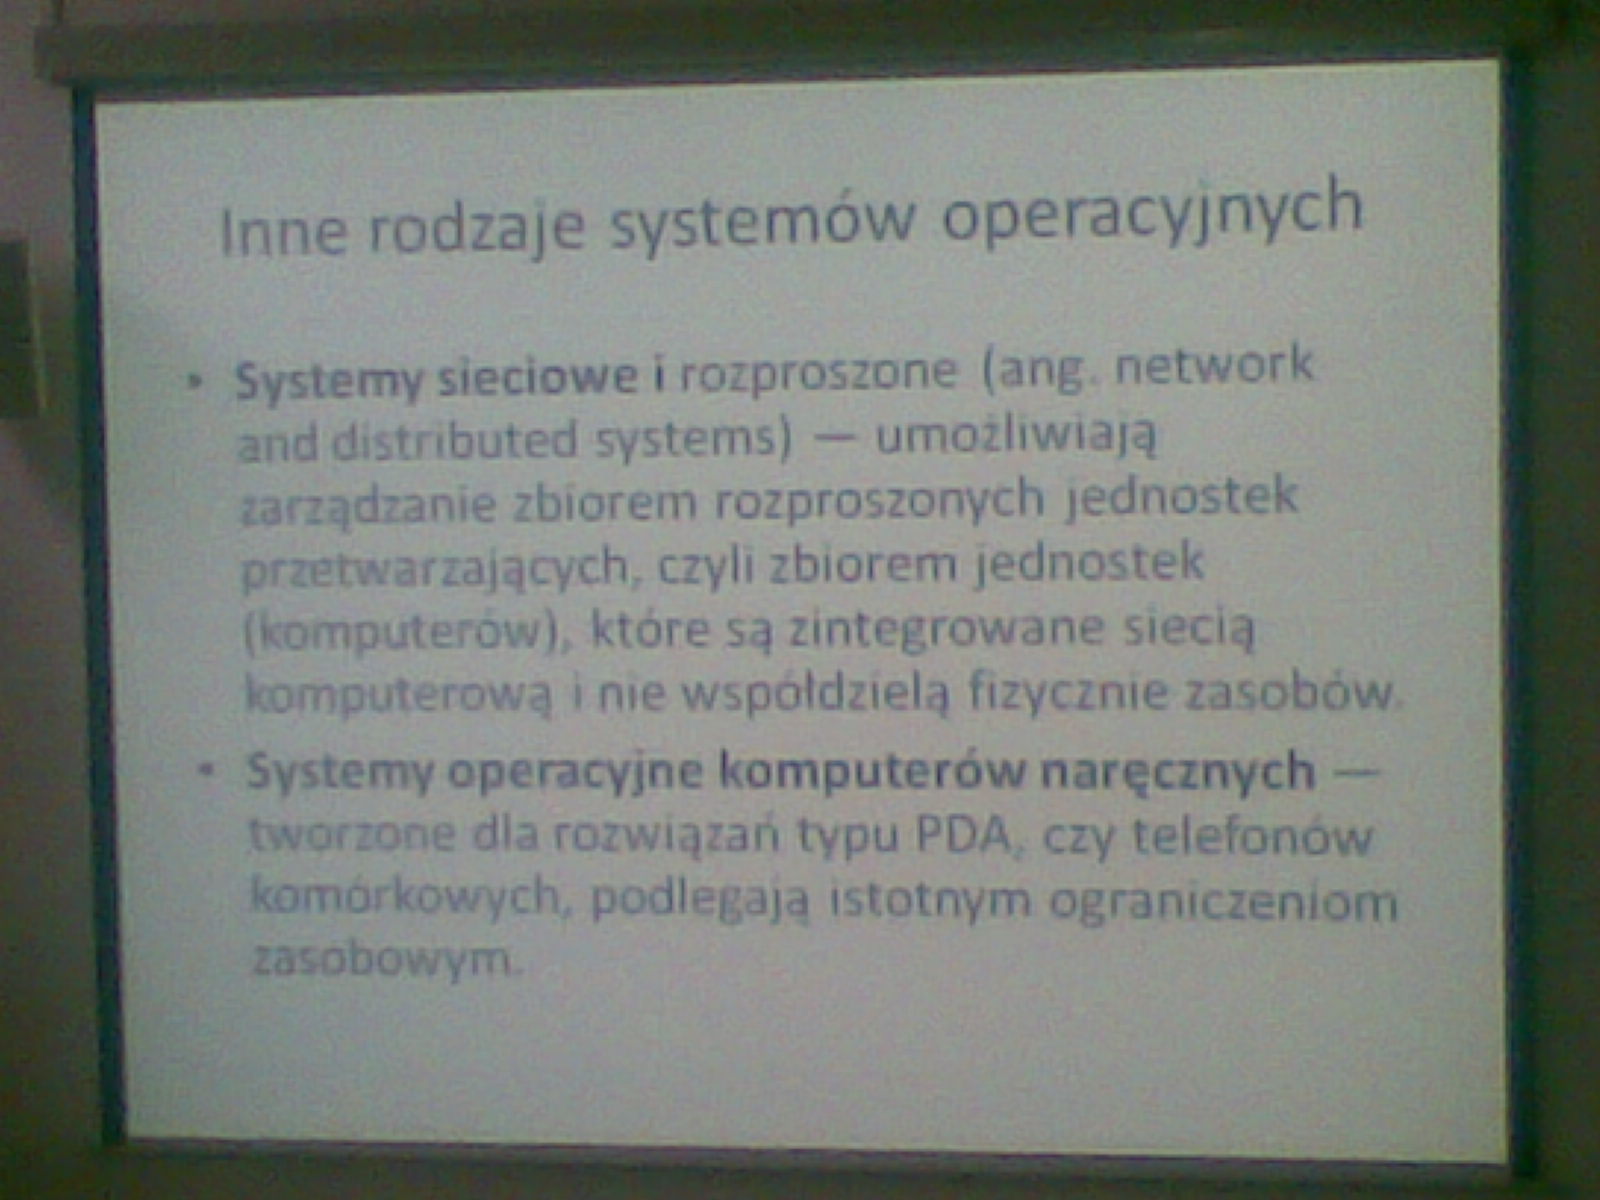 Inne rodzaje systemów operacyjnych
• Systemy sieciowe i rozproszone (ang. network
and distributed systems) — umożliwiają
zarządzanie zbiorem rozproszonych jednostek
przetwarzających, czyli zbiorem jednostek
(komputerów), które są zintegrowane siecią
komputerową i nie współdzielą fizycznie zasobów.
• Systemy operacyjne komputerów naręcznych —
tworzone dla rozwiązań typu PDA, czy telefonów
komórkowych, podlegają istotnym ograniczeniom
zasobowym.